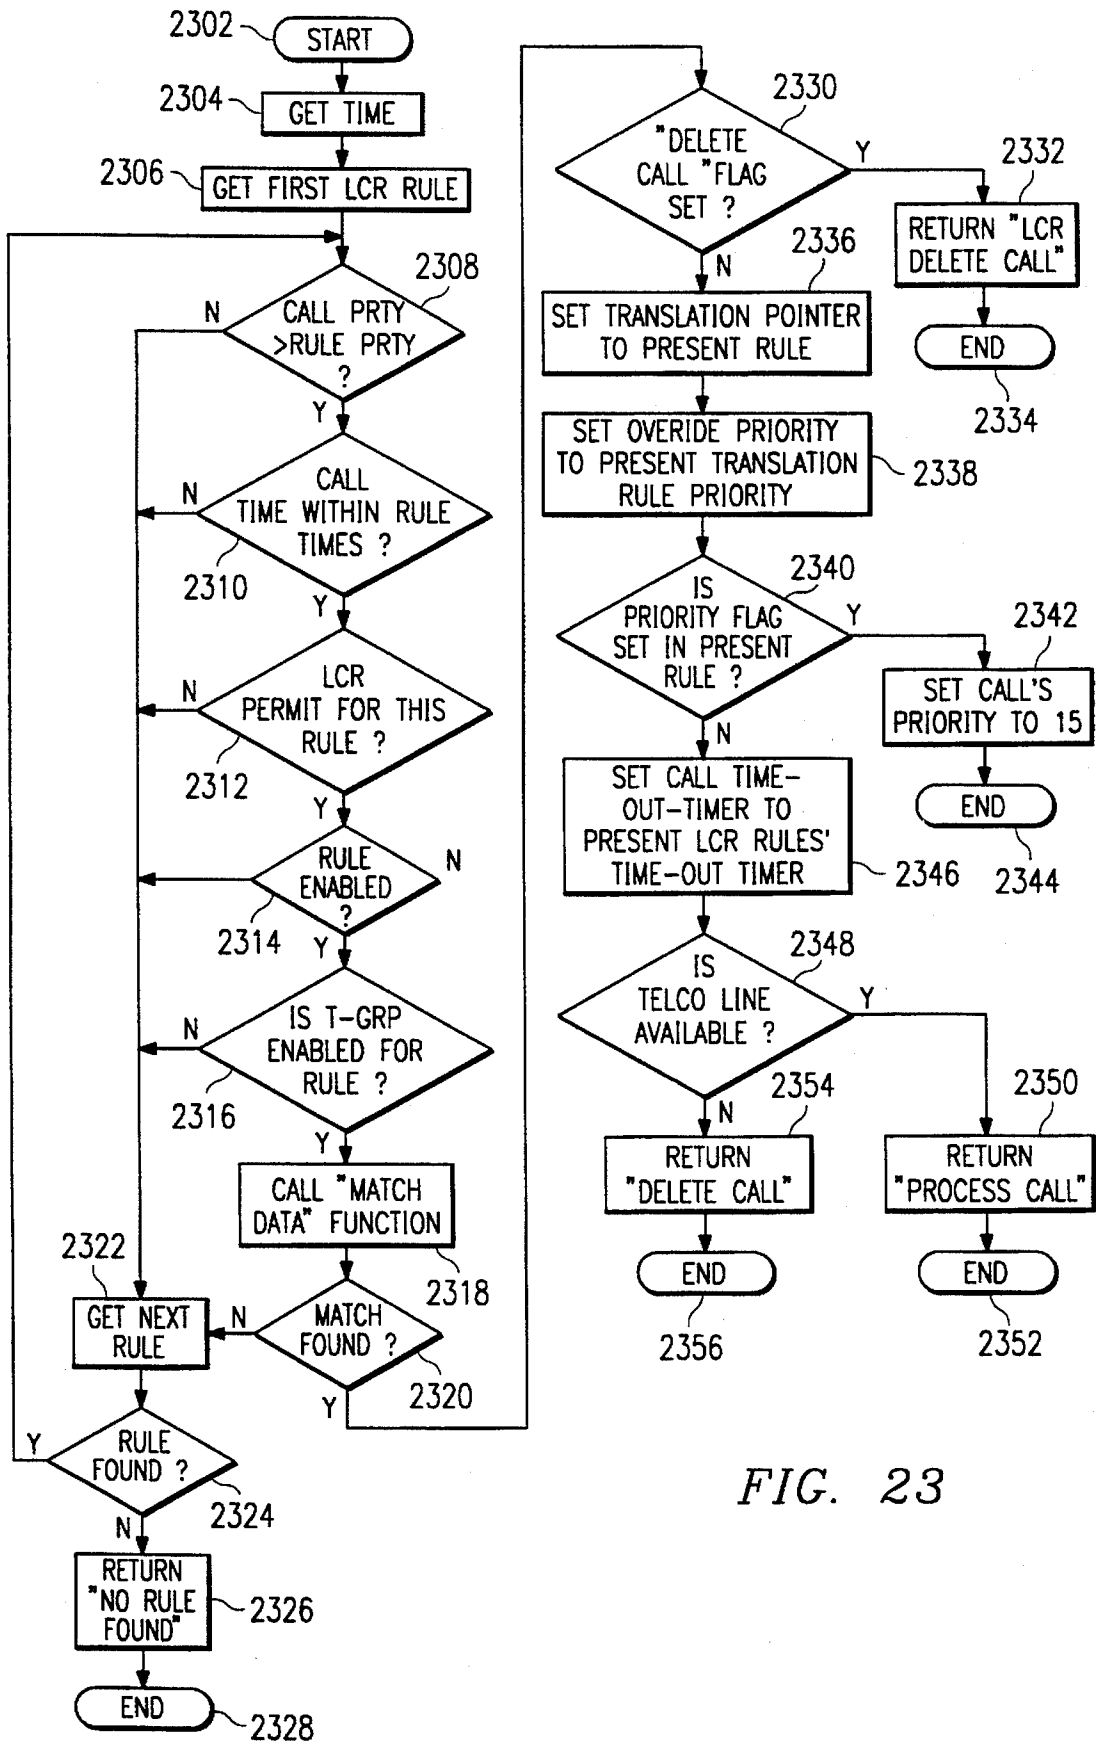 2302
START
2304
GET TIME
2306
GET FIRST LCR RULE
2308
N
CALL PRTY
>RULE PRTY
?
Y
N
CALL
TIME WITHIN RULE
TIMES ?
2310
Y
N
LCR
PERMIT FOR THIS
RULE ?
2312
Y
RULE
ENABLED
?
N
2314
Y
N
IS T-GRP
ENABLED FOR
RULE ?
2316
Y
CALL "MATCH
DATA" FUNCTION
2318
2322
GET NEXT
RULE
N
MATCH
FOUND ?
2320
Y
Y
RULE
FOUND ?
2324
N
RETURN
"NO RULE
FOUND"
2326
END
2328
2330
"DELETE
CALL "FLAG
SET ?
Y
2332
RETURN "LCR
DELETE CALL"
END
2334
N
2336
SET TRANSLATION POINTER
TO PRESENT RULE
SET OVERIDE PRIORITY
TO PRESENT TRANSLATION
RULE PRIORITY
2338
2340
IS
PRIORITY FLAG
SET IN PRESENT
RULE ?
Y
2342
SET CALL'S
PRIORITY TO 15
END
2344
N
SET CALL TIME-
OUT-TIMER TO
PRESENT LCR RULES'
TIME-OUT TIMER
2346
2348
IS
TELCO LINE
AVAILABLE ?
Y
N
2354
RETURN
"DELETE CALL"
END
2356
2350
RETURN
"PROCESS CALL"
END
2352
FIG. 23